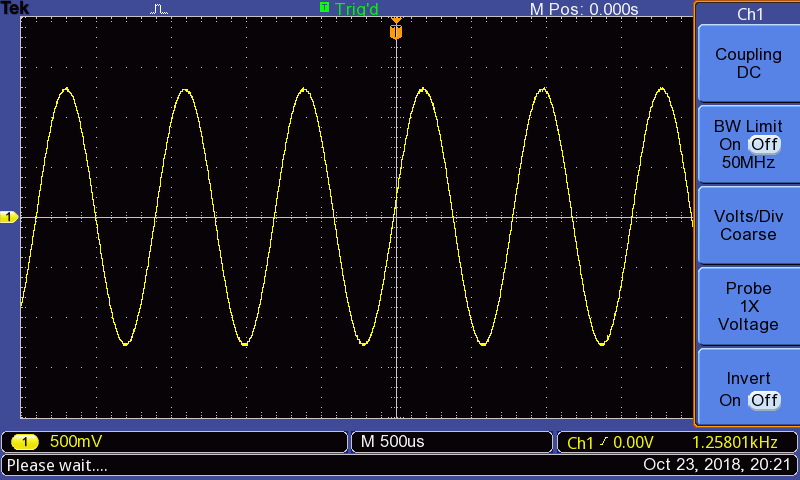 Tek
T Trig'd
M Pos: 0.000s
T
1
Ch1
Coupling
DC
BW Limit
On Off
50MHz
Volts/Div
Coarse
Probe
1X
Voltage
Invert
On Off
1 500mV
M 500us
Ch1 0.00V
1.25801kHz
Please wait....
Oct 23, 2018, 20:21